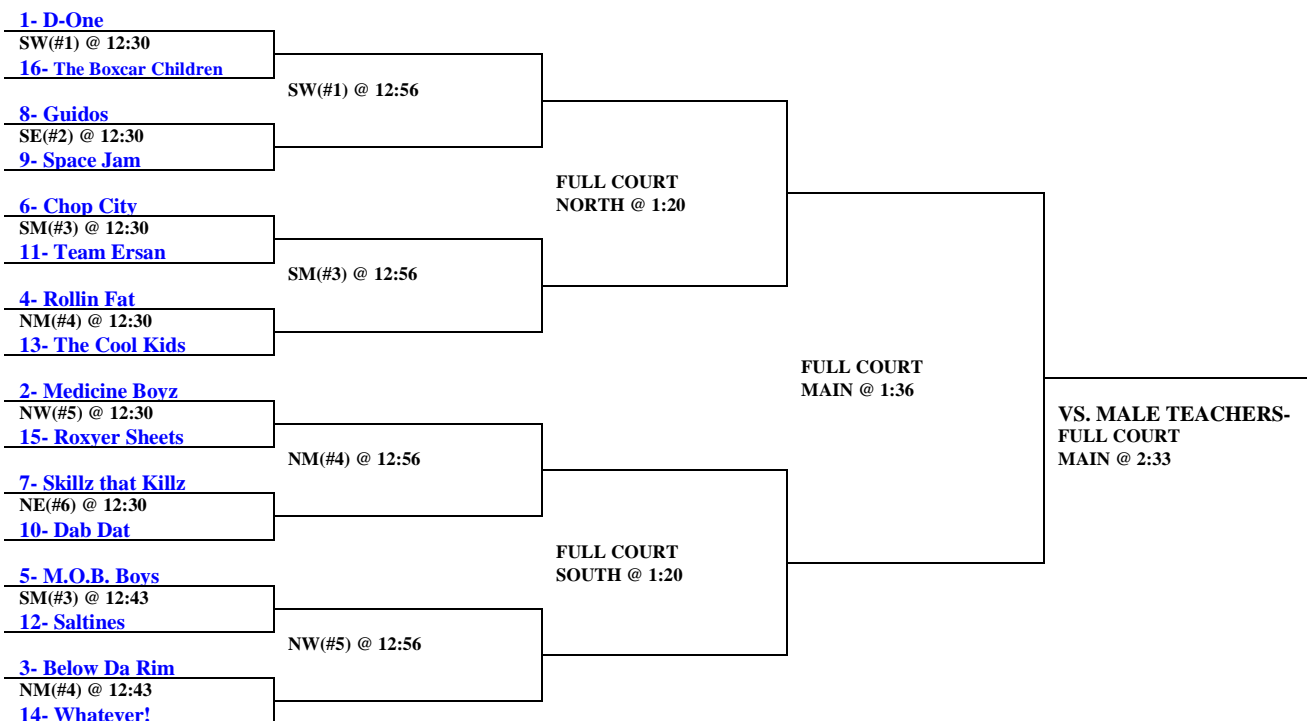 1- D-One
SW(#1) @ 12:30
16- The Boxcar Children
SW(#1) @ 12:56
8- Guidos
SE(#2) @ 12:30
9- Space Jam
FULL COURT
NORTH @ 1:20
6- Chop City
SM(#3) @ 12:30
11- Team Ersan
SM(#3) @ 12:56
4- Rollin Fat
NM(#4) @ 12:30
13- The Cool Kids
FULL COURT
MAIN @ 1:36
2- Medicine Boyz
NW(#5) @ 12:30
15- Roxyer Sheets
VS. MALE TEACHERS-
FULL COURT
MAIN @ 2:33
NM(#4) @ 12:56
7- Skillz that Killz
NE(#6) @ 12:30
10- Dab Dat
FULL COURT
SOUTH @ 1:20
5- M.O.B. Boys
SM(#3) @ 12:43
12- Saltines
NW(#5) @ 12:56
3- Below Da Rim
NM(#4) @ 12:43
14- Whatever!